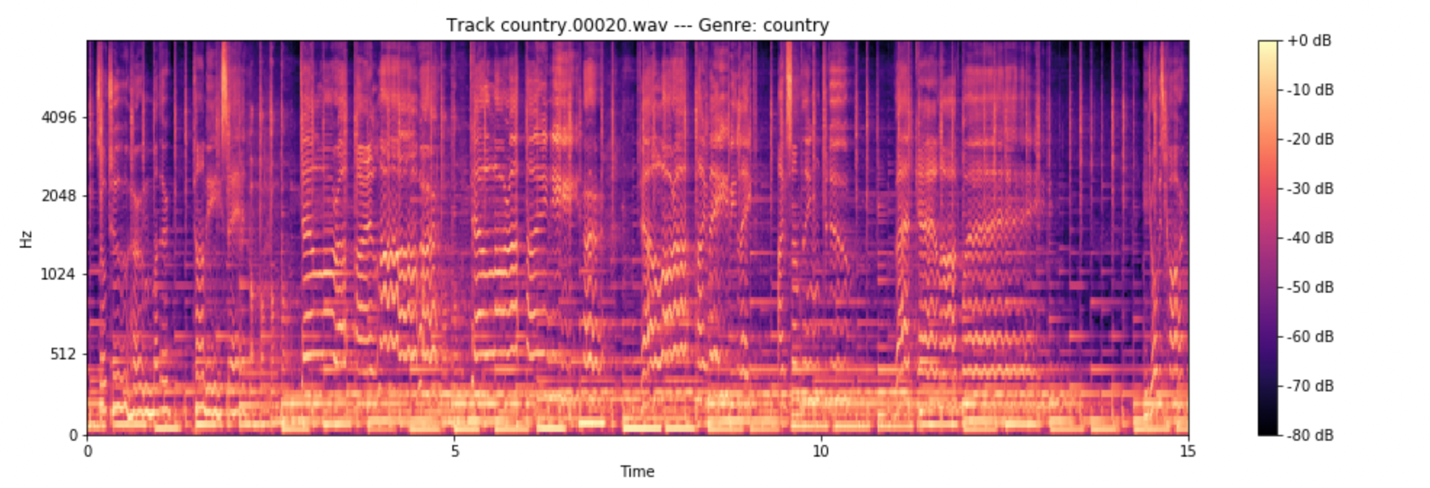 Track country.00020.wav --- Genre: country
Hz
4096
2048
1024
512
0
0 5 10 15
Time
+0 dB
-10 dB
-20 dB
-30 dB
-40 dB
-50 dB
-60 dB
-70 dB
-80 dB